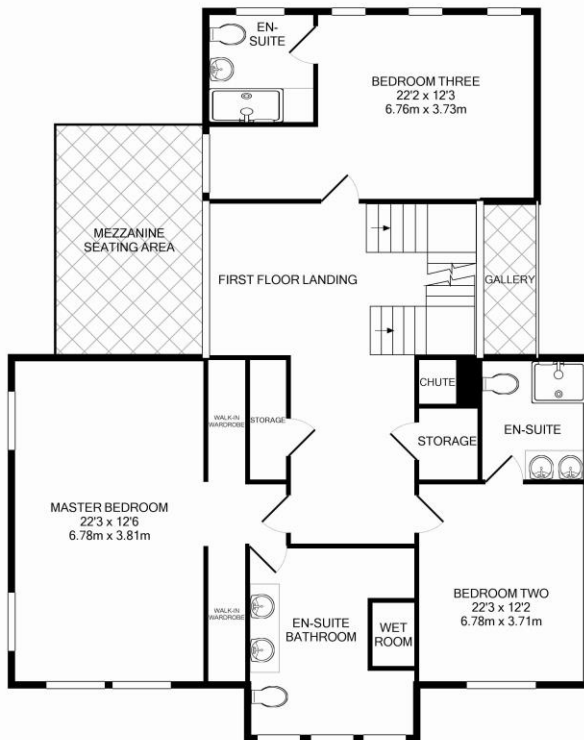 EN-
SUITE
BEDROOM THREE
22'2 x 12'3
6.76m x 3.73m
MEZZANINE
SEATING AREA
FIRST FLOOR LANDING
GALLERY
WALK-IN
WARDROBE
STORAGE
CHUTE
STORAGE
EN-SUITE
MASTER BEDROOM
22'3 x 12'6
6.78m x 3.81m
WALK-IN
WARDROBE
EN-SUITE
BATHROOM
WET
ROOM
BEDROOM TWO
22'3 x 12'2
6.78m x 3.71m